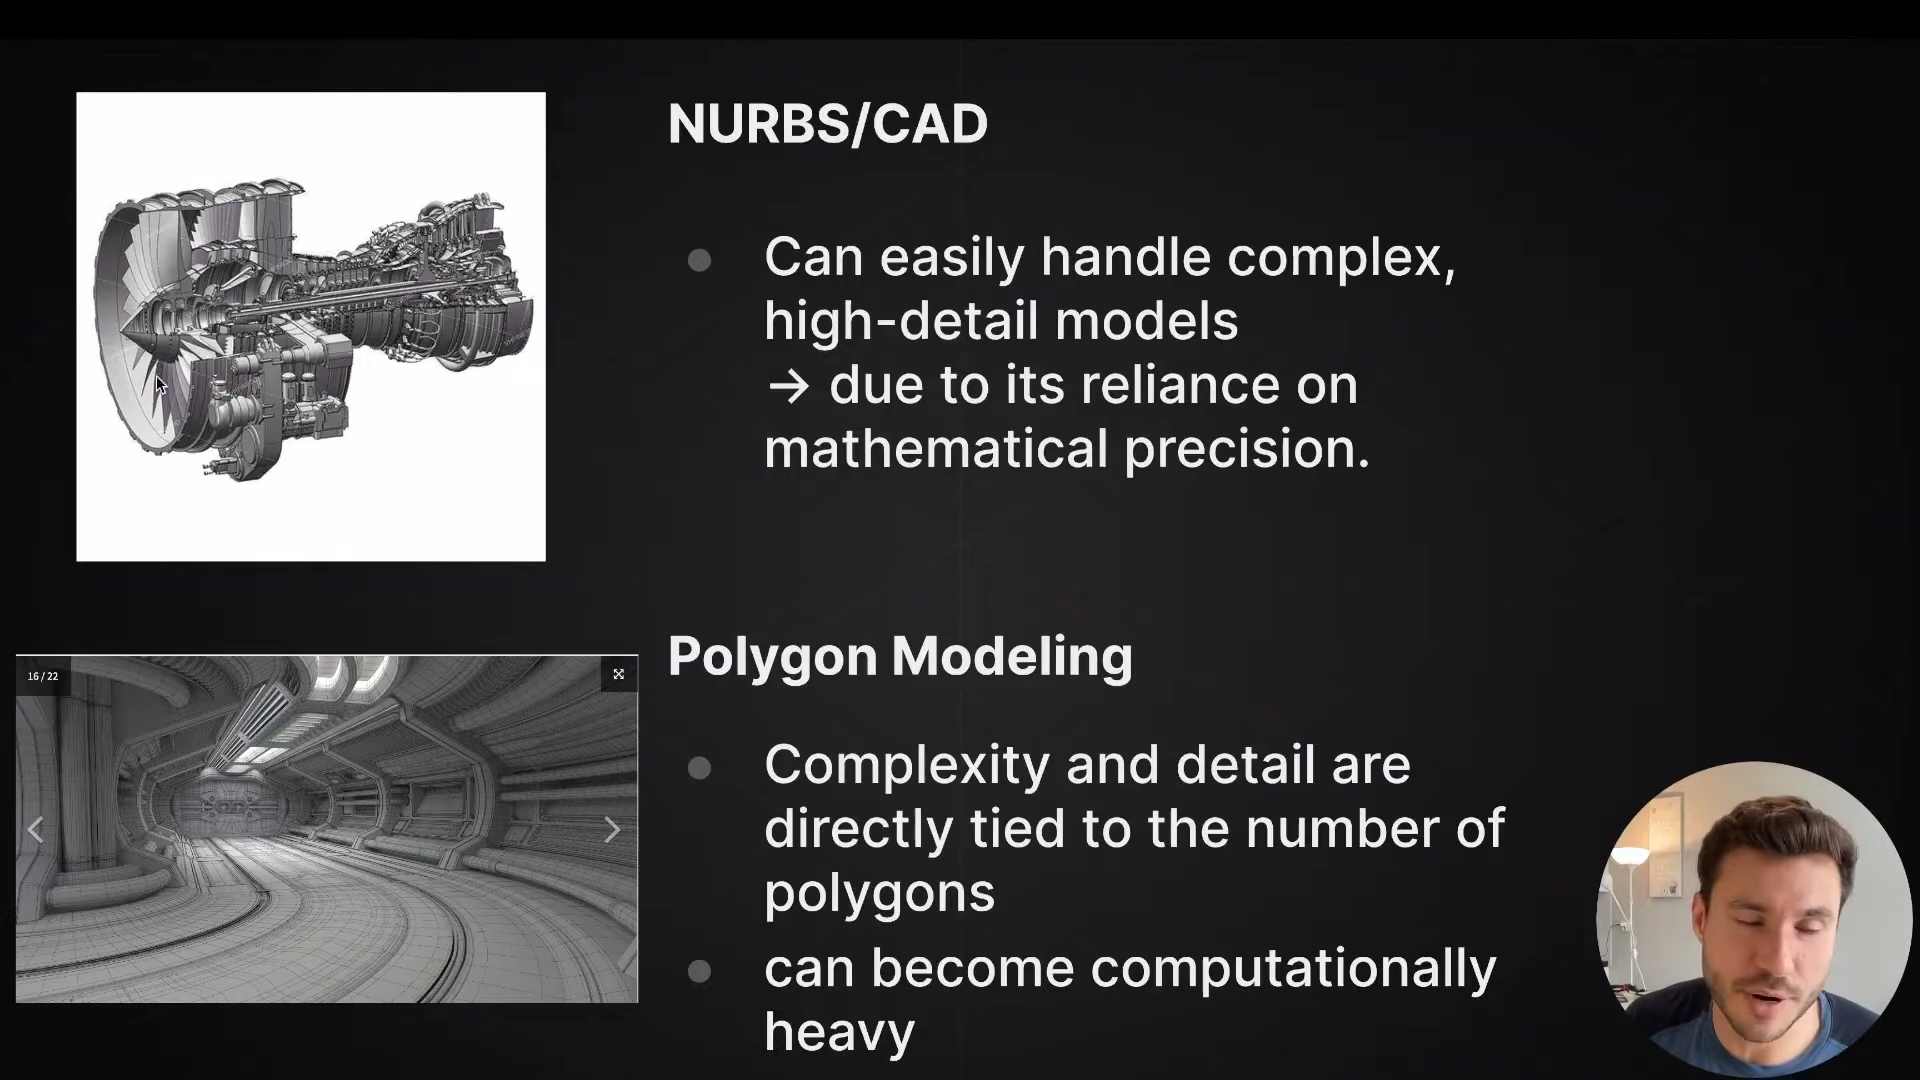 NURBS/CAD
Can easily handle complex,
high-detail models
→ due to its reliance on
mathematical precision.
16 / 22
Polygon Modeling
Complexity and detail are
directly tied to the number of
polygons
can become computationally
heavy